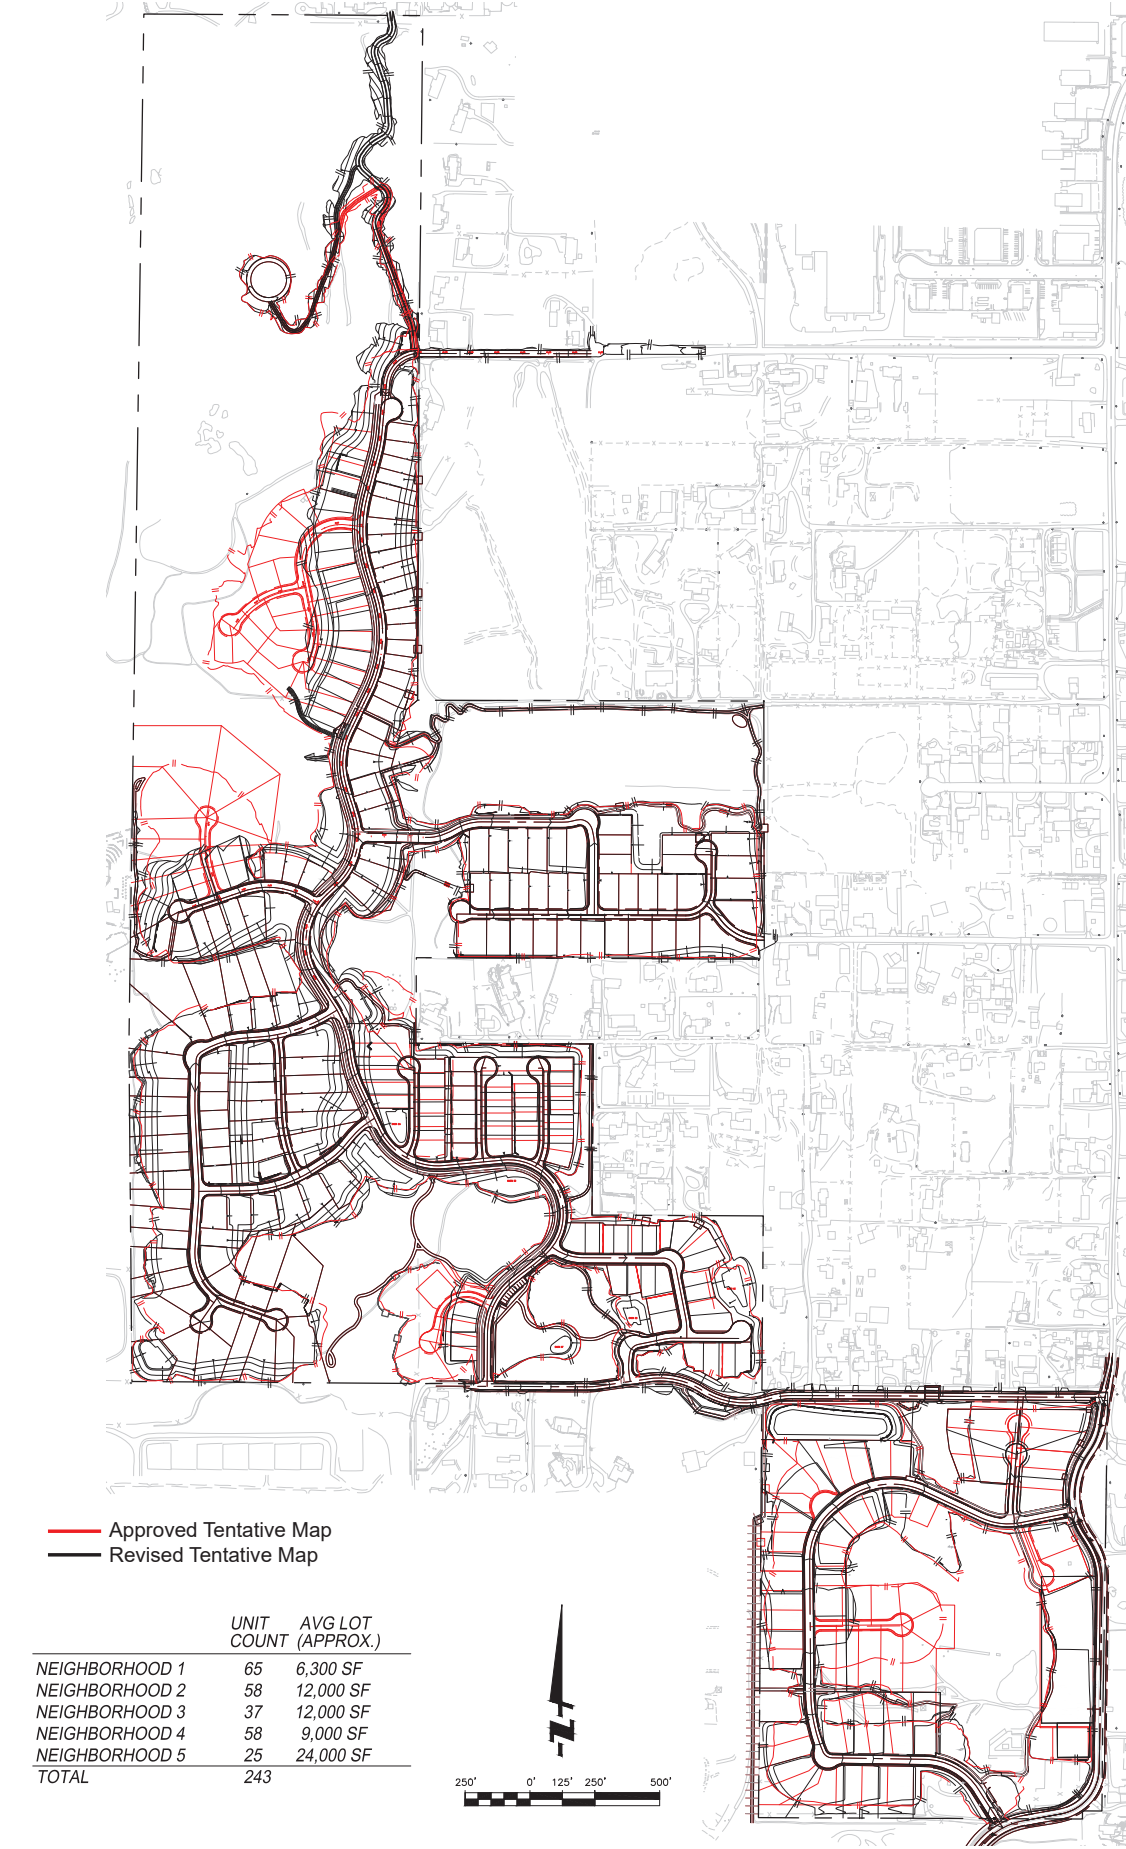 Approved Tentative Map
Revised Tentative Map
UNIT AVG LOT
COUNT (APPROX.)
NEIGHBORHOOD 1 65 6,300 SF
NEIGHBORHOOD 2 58 12,000 SF
NEIGHBORHOOD 3 37 12,000 SF
NEIGHBORHOOD 4 58 9,000 SF
NEIGHBORHOOD 5 25 24,000 SF
TOTAL 243
N
250' 0' 125' 250' 500'